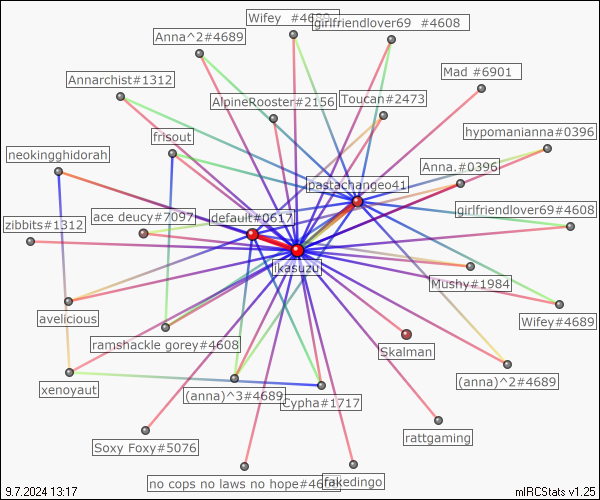 Wifey #4689
girlfriendlover69 #4608
Anna^2#4689
Mad #6901
Annarchist#1312
AlpineRooster#2156
Toucan#2473
hypomanianna#0396
frisout
neokingghidorah
Anna.#0396
pastachangeo41
zibbits#1312
ace deucy#7097
default#0617
girlfriendlover69#4608
likasuzu
Mushy#1984
avelicious
Wifey#4689
ramshackle gorey#4608
Skalman
xenoyaut
(anna)^3#4689
Cypha#1717
(anna)^2#4689
rattgaming
Soxy Foxy#5076
no cops no laws no hope
fakedingo
9.7.2024 13:17
mIRCStats v1.25